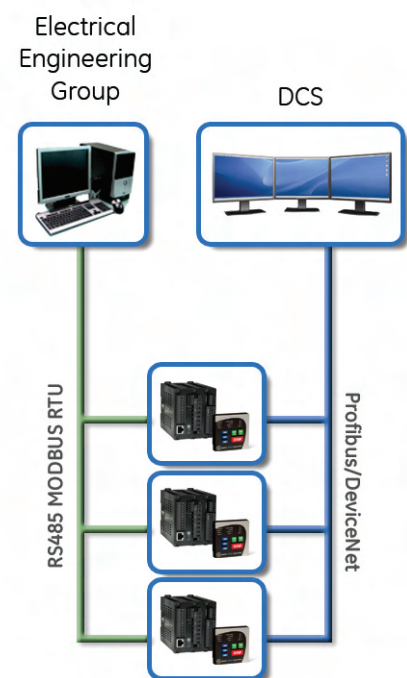 Electrical
Engineering
Group
DCS
RS485 MODBUS RTU
Profibus/DeviceNet